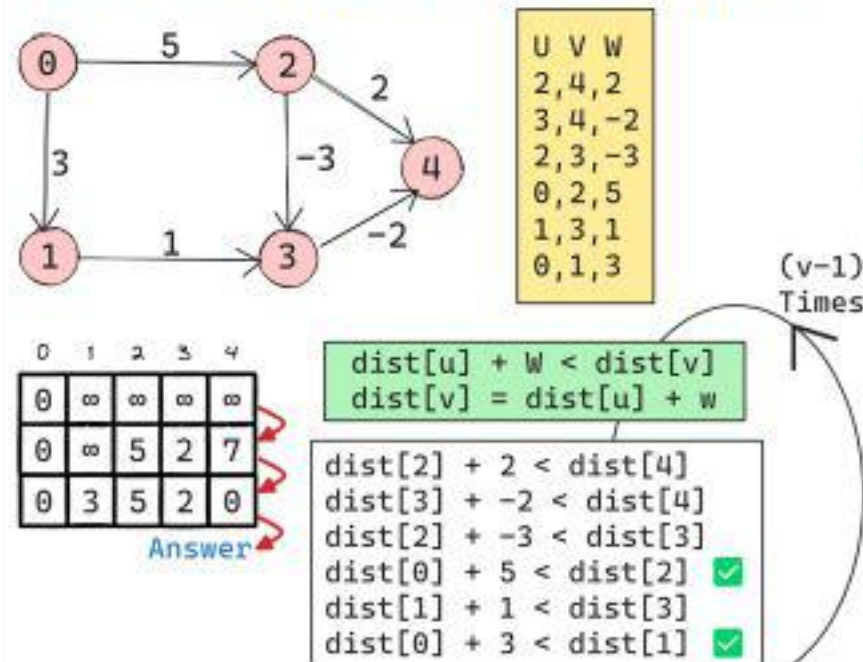 0
5
2
2
3
-3
4
1
1
3
-2
U V W
2,4,2
3,4,-2
2,3,-3
0,2,5
1,3,1
0,1,3
(v-1)
Times
0 1 2 3 4
0 ∞ ∞ ∞ ∞
0 ∞ 5 2 7
0 3 5 2 0
Answer
dist[u] + W < dist[v]
dist[v] = dist[u] + w
dist[2] + 2 < dist[4]
dist[3] + -2 < dist[4]
dist[2] + -3 < dist[3]
dist[0] + 5 < dist[2] ✅
dist[1] + 1 < dist[3]
dist[0] + 3 < dist[1] ✅